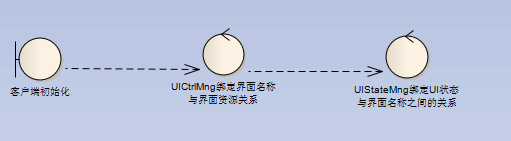 客户端初始化
UICtrlMng绑定界面名称
与界面资源关系
UIStateMng绑定UI状态
与界面名称之间的关系